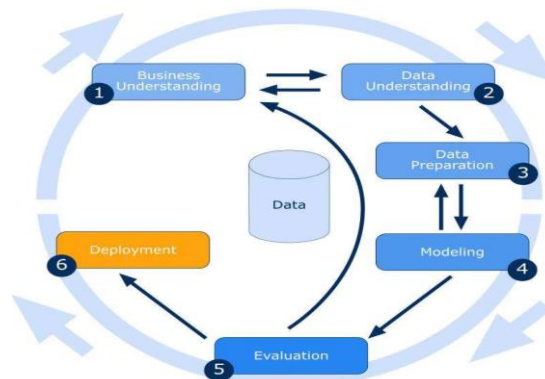 Business
Understanding
1
Data
Understanding
2
Data
Preparation
3
Data
Deployment
6
Modeling
4
Evaluation
5